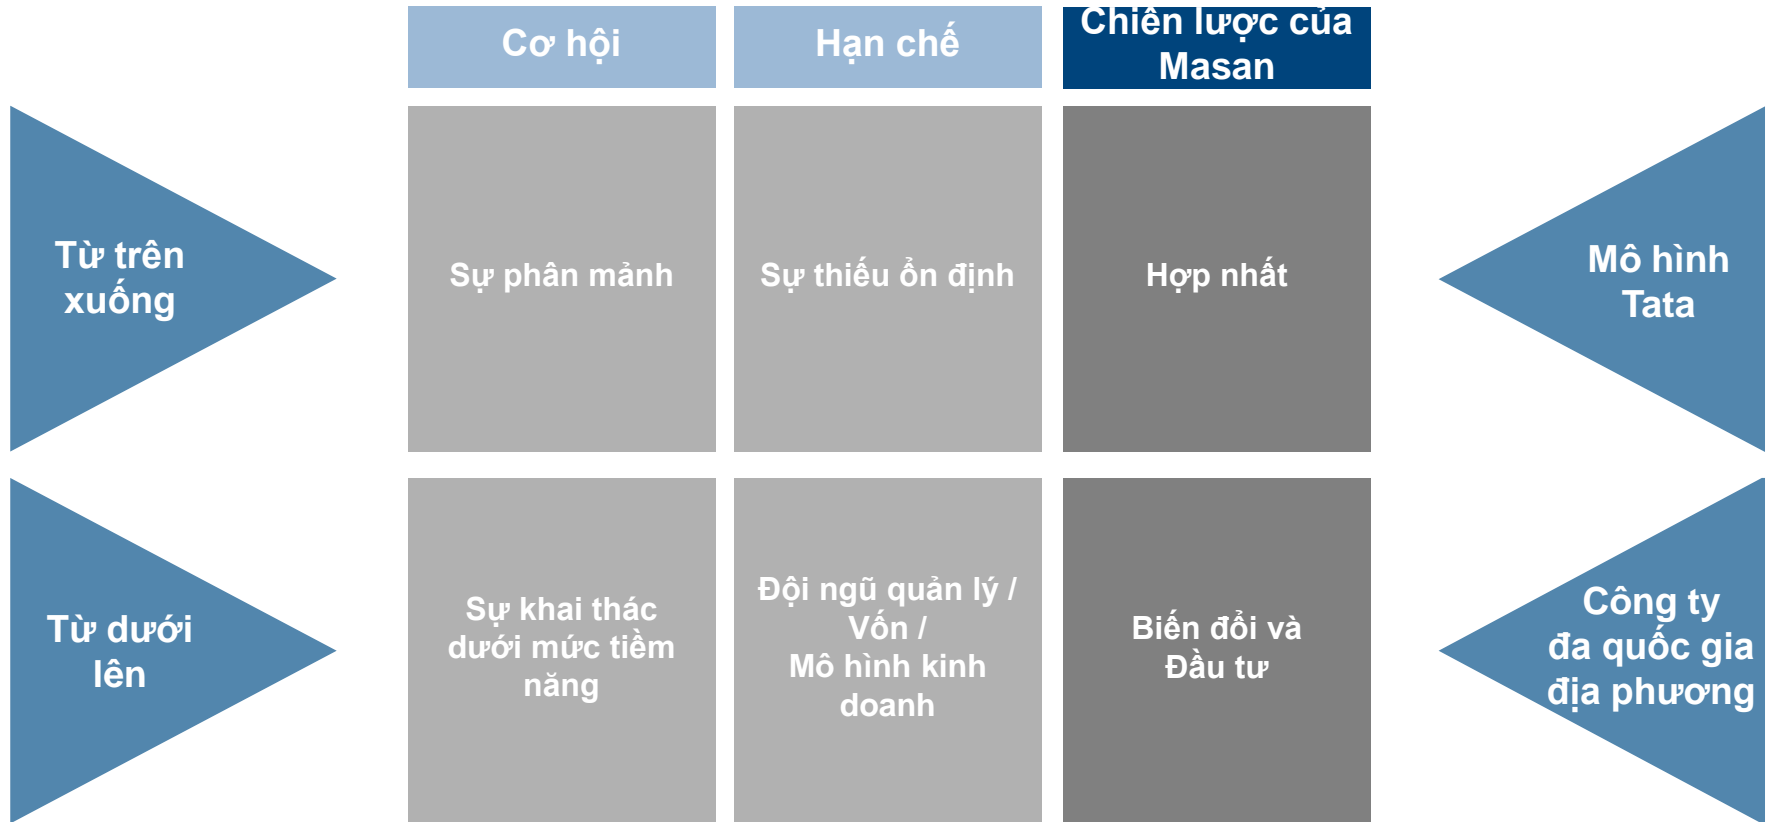 Cơ hội
Hạn chế
Chiến lược của
Masan
Từ trên
xuống
Sự phân mảnh
Sự thiếu ổn định
Hợp nhất
Mô hình
Tata
Từ dưới
lên
Sự khai thác
dưới mức tiềm
năng
Đội ngũ quản lý /
Vốn /
Mô hình kinh
doanh
Biến đổi và
Đầu tư
Công ty
đa quốc gia
địa phương